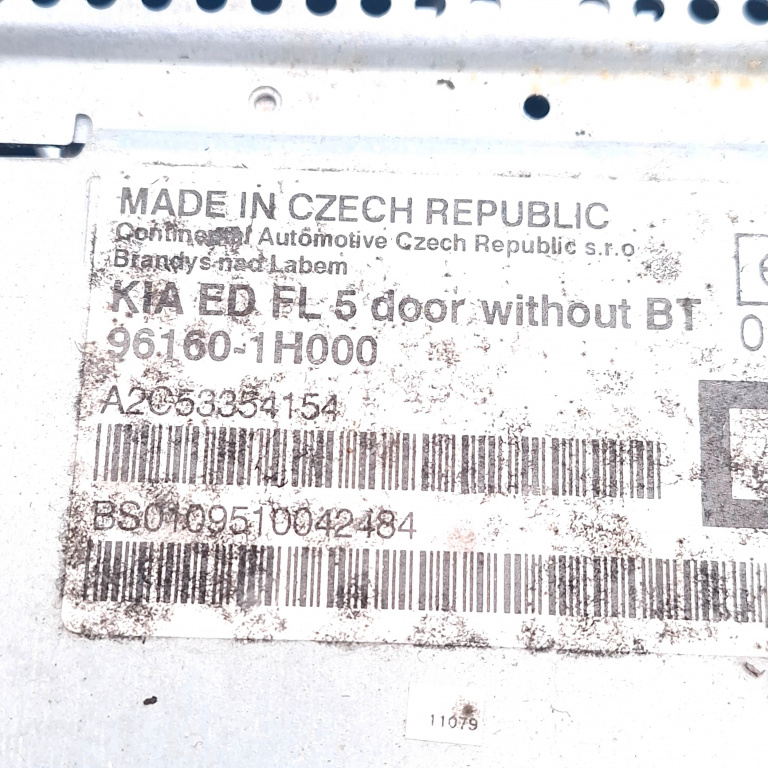 MADE IN CZECH REPUBLIC
Continental Automotive Czech Republic s.r.o
Brandys nad Labem
KIA ED FL 5 door without BT
96160-1H000
0
A2C53354154
BS0109510042484
11079